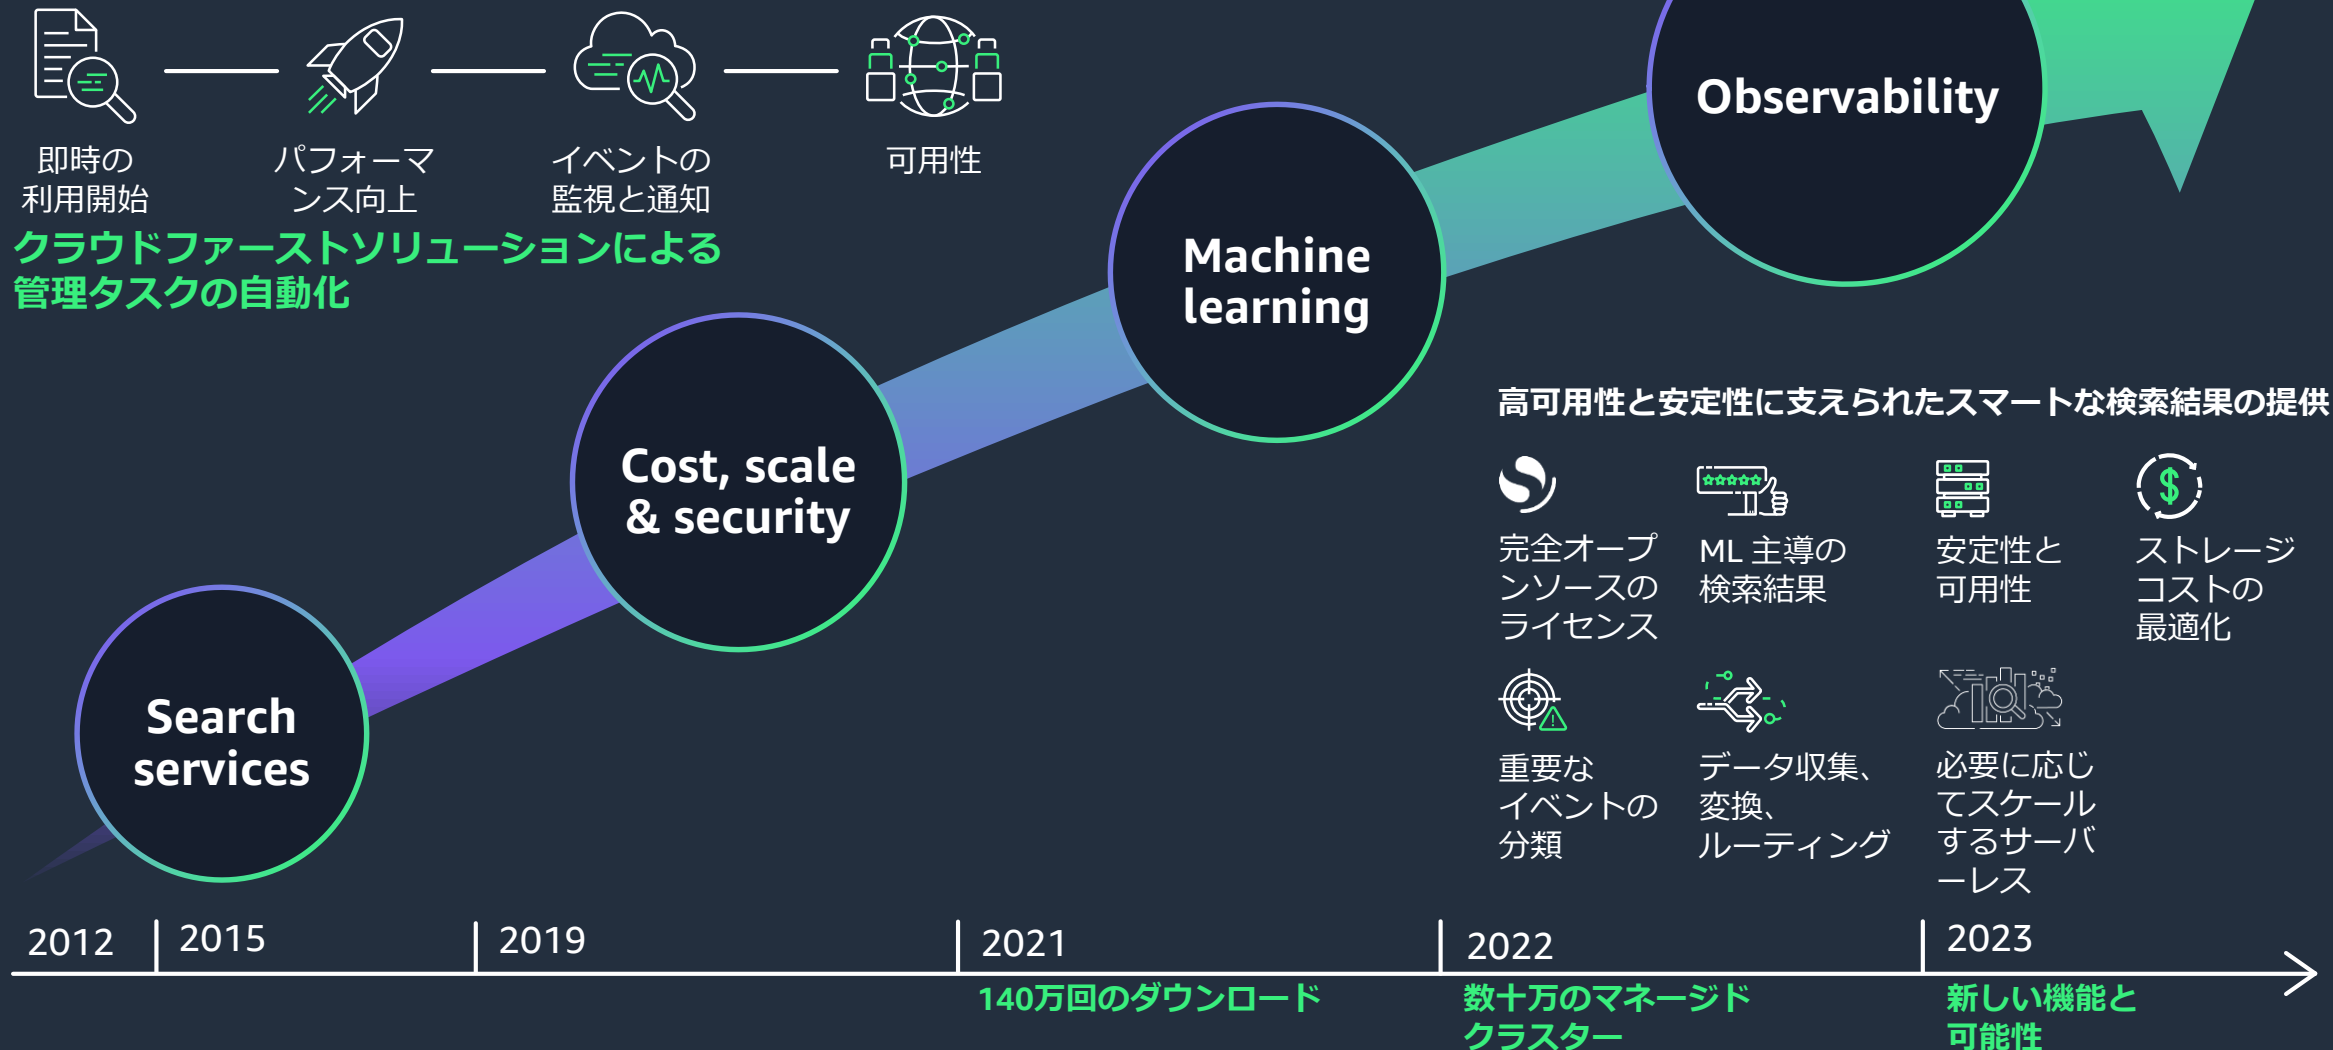 即時の
利用開始
パフォーマ
ンス向上
イベントの
監視と通知
可用性
クラウドファーストソリューションによる
管理タスクの自動化
Observability
Machine
learning
Cost, scale
& security
Search
services
高可用性と安定性に支えられたスマートな検索結果の提供
完全オープ
ンソースの
ライセンス
ML 主導の
検索結果
安定性と
可用性
ストレージ
コストの
最適化
重要な
イベントの
分類
データ収集、
変換、
ルーティング
必要に応じ
てスケール
するサーバ
ーレス
2012
2015
2019
2021
2022
2023
140万回のダウンロード
数十万のマネージド
クラスター
新しい機能と
可能性